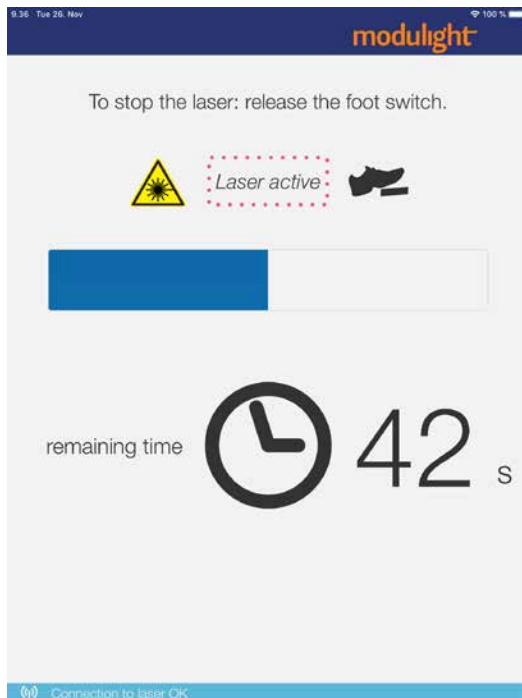 9.36 Tue 26. Nov 100 %
modulight
To stop the laser: release the foot switch.
Laser active
remaining time 42 s
Connection to laser OK